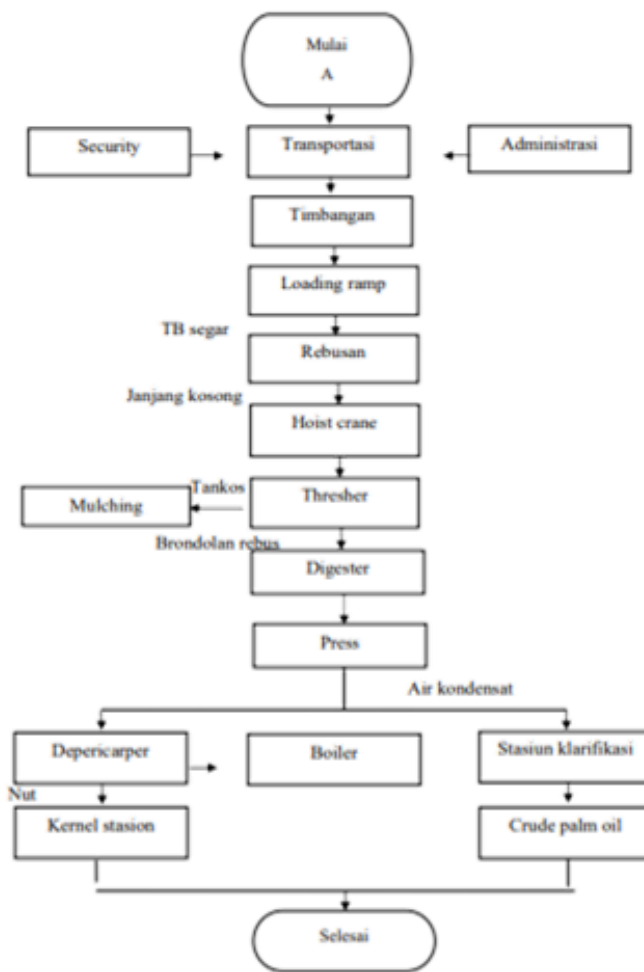 Mulai
A
Security
Transportasi
Administrasi
Timbangan
Loading ramp
TB segar
Rebusan
Janjang kosong
Hoist crane
Tankos
Thresher
Mulching
Brondolan rebus
Digester
Press
Air kondensat
Depericarper
Boiler
Stasiun klarifikasi
Nut
Kernel stasion
Crude palm oil
Selesai